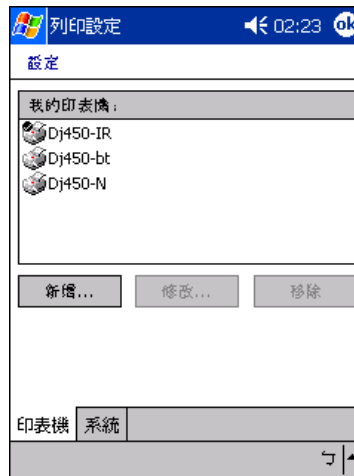 列印設定 02:23 ok
設定
我的印表機：
Dj450-IR
Dj450-bt
Dj450-N
新增... 修改... 移除
印表機 系統
ㄅ